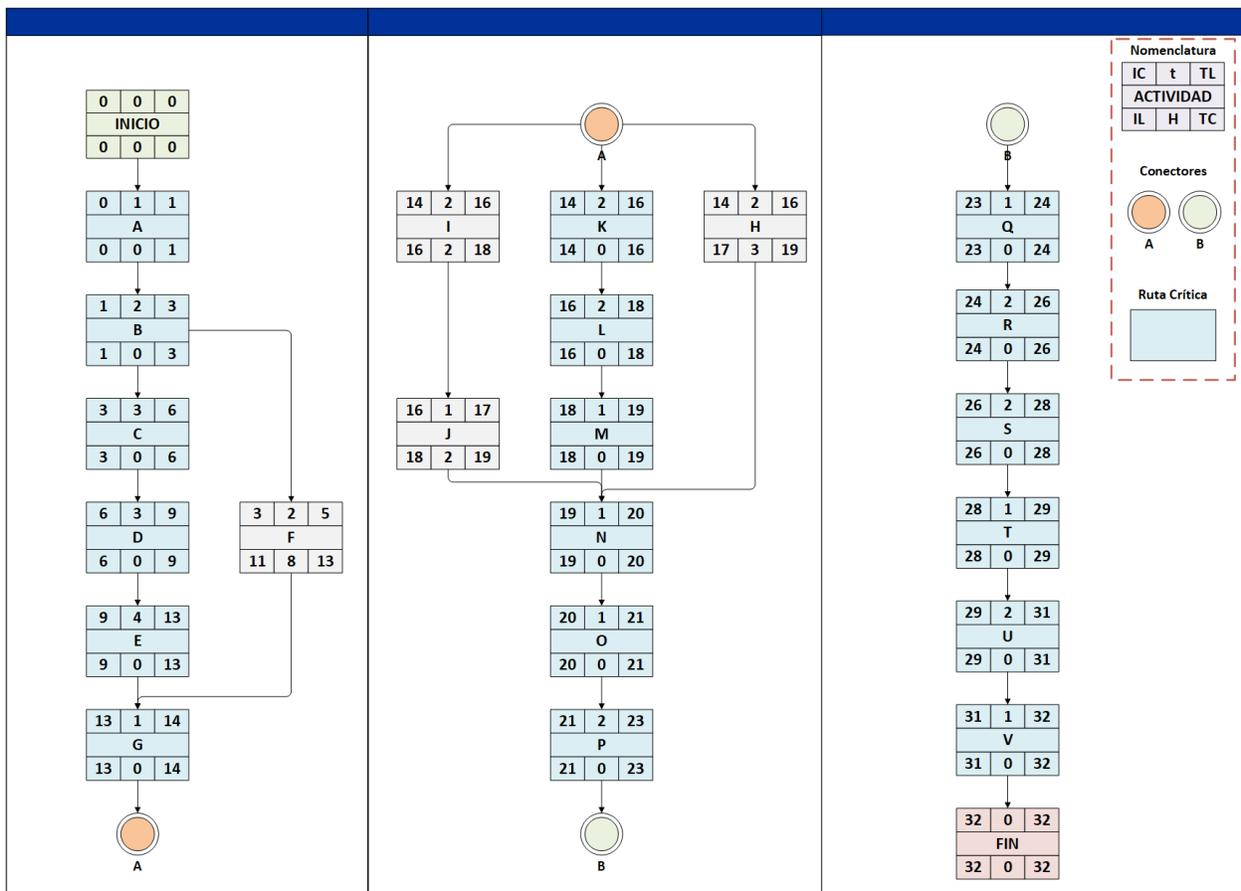 0 0 0
INICIO
0 0 0
0 1 1
A
0 0 1
1 2 3
B
1 0 3
3 3 6
C
3 0 6
6 3 9
D
6 0 9
3 2 5
F
11 8 13
9 4 13
E
9 0 13
13 1 14
G
13 0 14
A
A
14 2 16
I
16 2 18
14 2 16
K
14 0 16
14 2 16
H
17 3 19
16 2 18
L
16 0 18
16 1 17
J
18 2 19
18 1 19
M
18 0 19
19 1 20
N
19 0 20
20 1 21
O
20 0 21
21 2 23
P
21 0 23
B
B
23 1 24
Q
23 0 24
24 2 26
R
24 0 26
26 2 28
S
26 0 28
28 1 29
T
28 0 29
29 2 31
U
29 0 31
31 1 32
V
31 0 32
32 0 32
FIN
32 0 32
Nomenclatura
IC t TL
ACTIVIDAD
IL H TC
Conectores
A B
Ruta Crítica